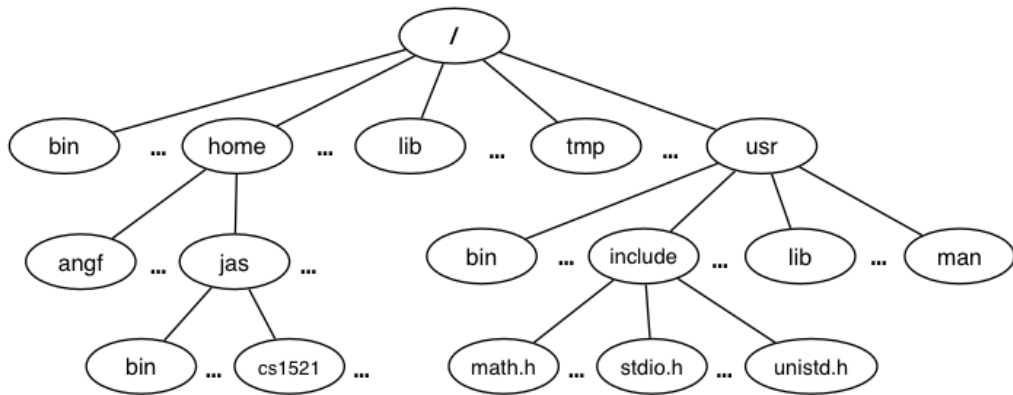 /
bin ... home ... lib ... tmp ... usr
angf ... jas ... bin ... include ... lib ... man
bin ... cs1521 ... math.h ... stdio.h ... unistd.h